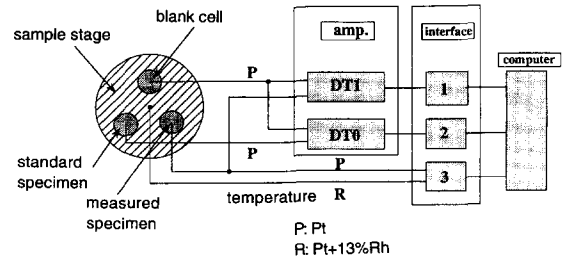 blank cell
sample stage
amp.
interface
computer
P
DT1
1
DT0
2
P
P
3
standard
specimen
temperature
R
measured
specimen
P: Pt
R: Pt+13%Rh